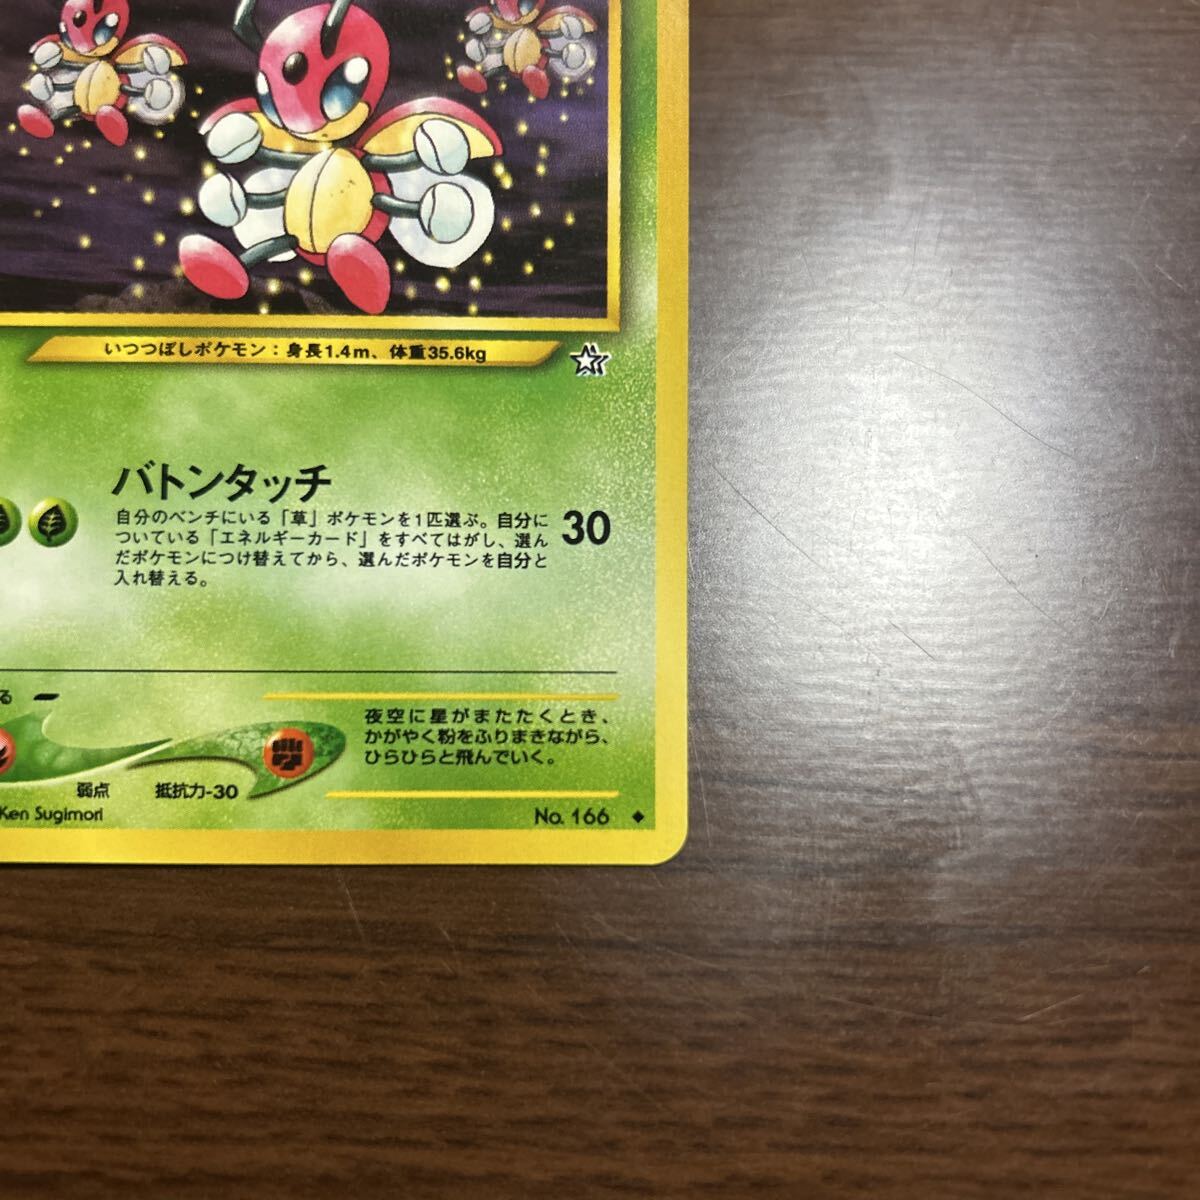 いつつぼしポケモン：身長1.4m、体重35.6kg
バトンタッチ
自分のベンチにいる「草」ポケモンを1匹選ぶ。自分に
ついている「エネルギーカード」をすべてはがし、選ん
だポケモンにつけ替えてから、選んだポケモンを自分と
入れ替える。
30
る
夜空に星がまたたくとき、
かがやく粉をふりまきながら、
ひらひらと飛んでいく。
弱点
抵抗力-30
Ken Sugimori
No. 166